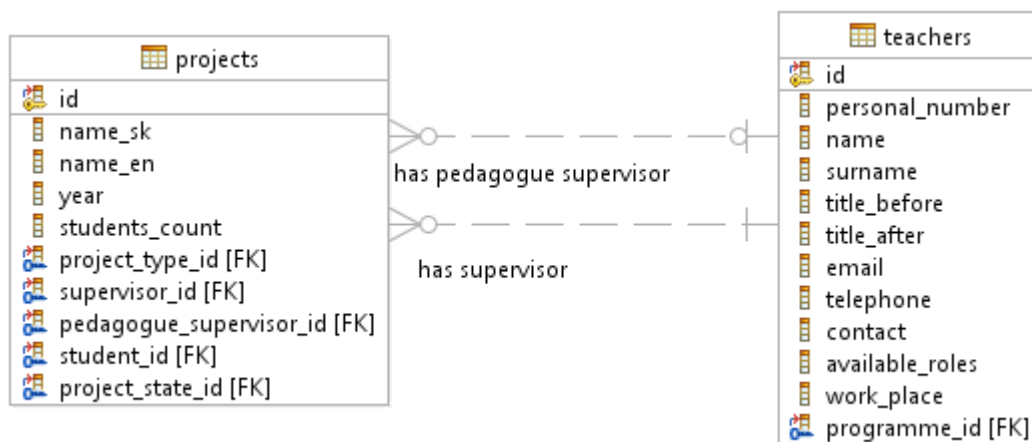 projects
id
name_sk
name_en
year
students_count
project_type_id [FK]
supervisor_id [FK]
pedagogue_supervisor_id [FK]
student_id [FK]
project_state_id [FK]
has pedagogue supervisor
has supervisor
teachers
id
personal_number
name
surname
title_before
title_after
email
telephone
contact
available_roles
work_place
programme_id [FK]